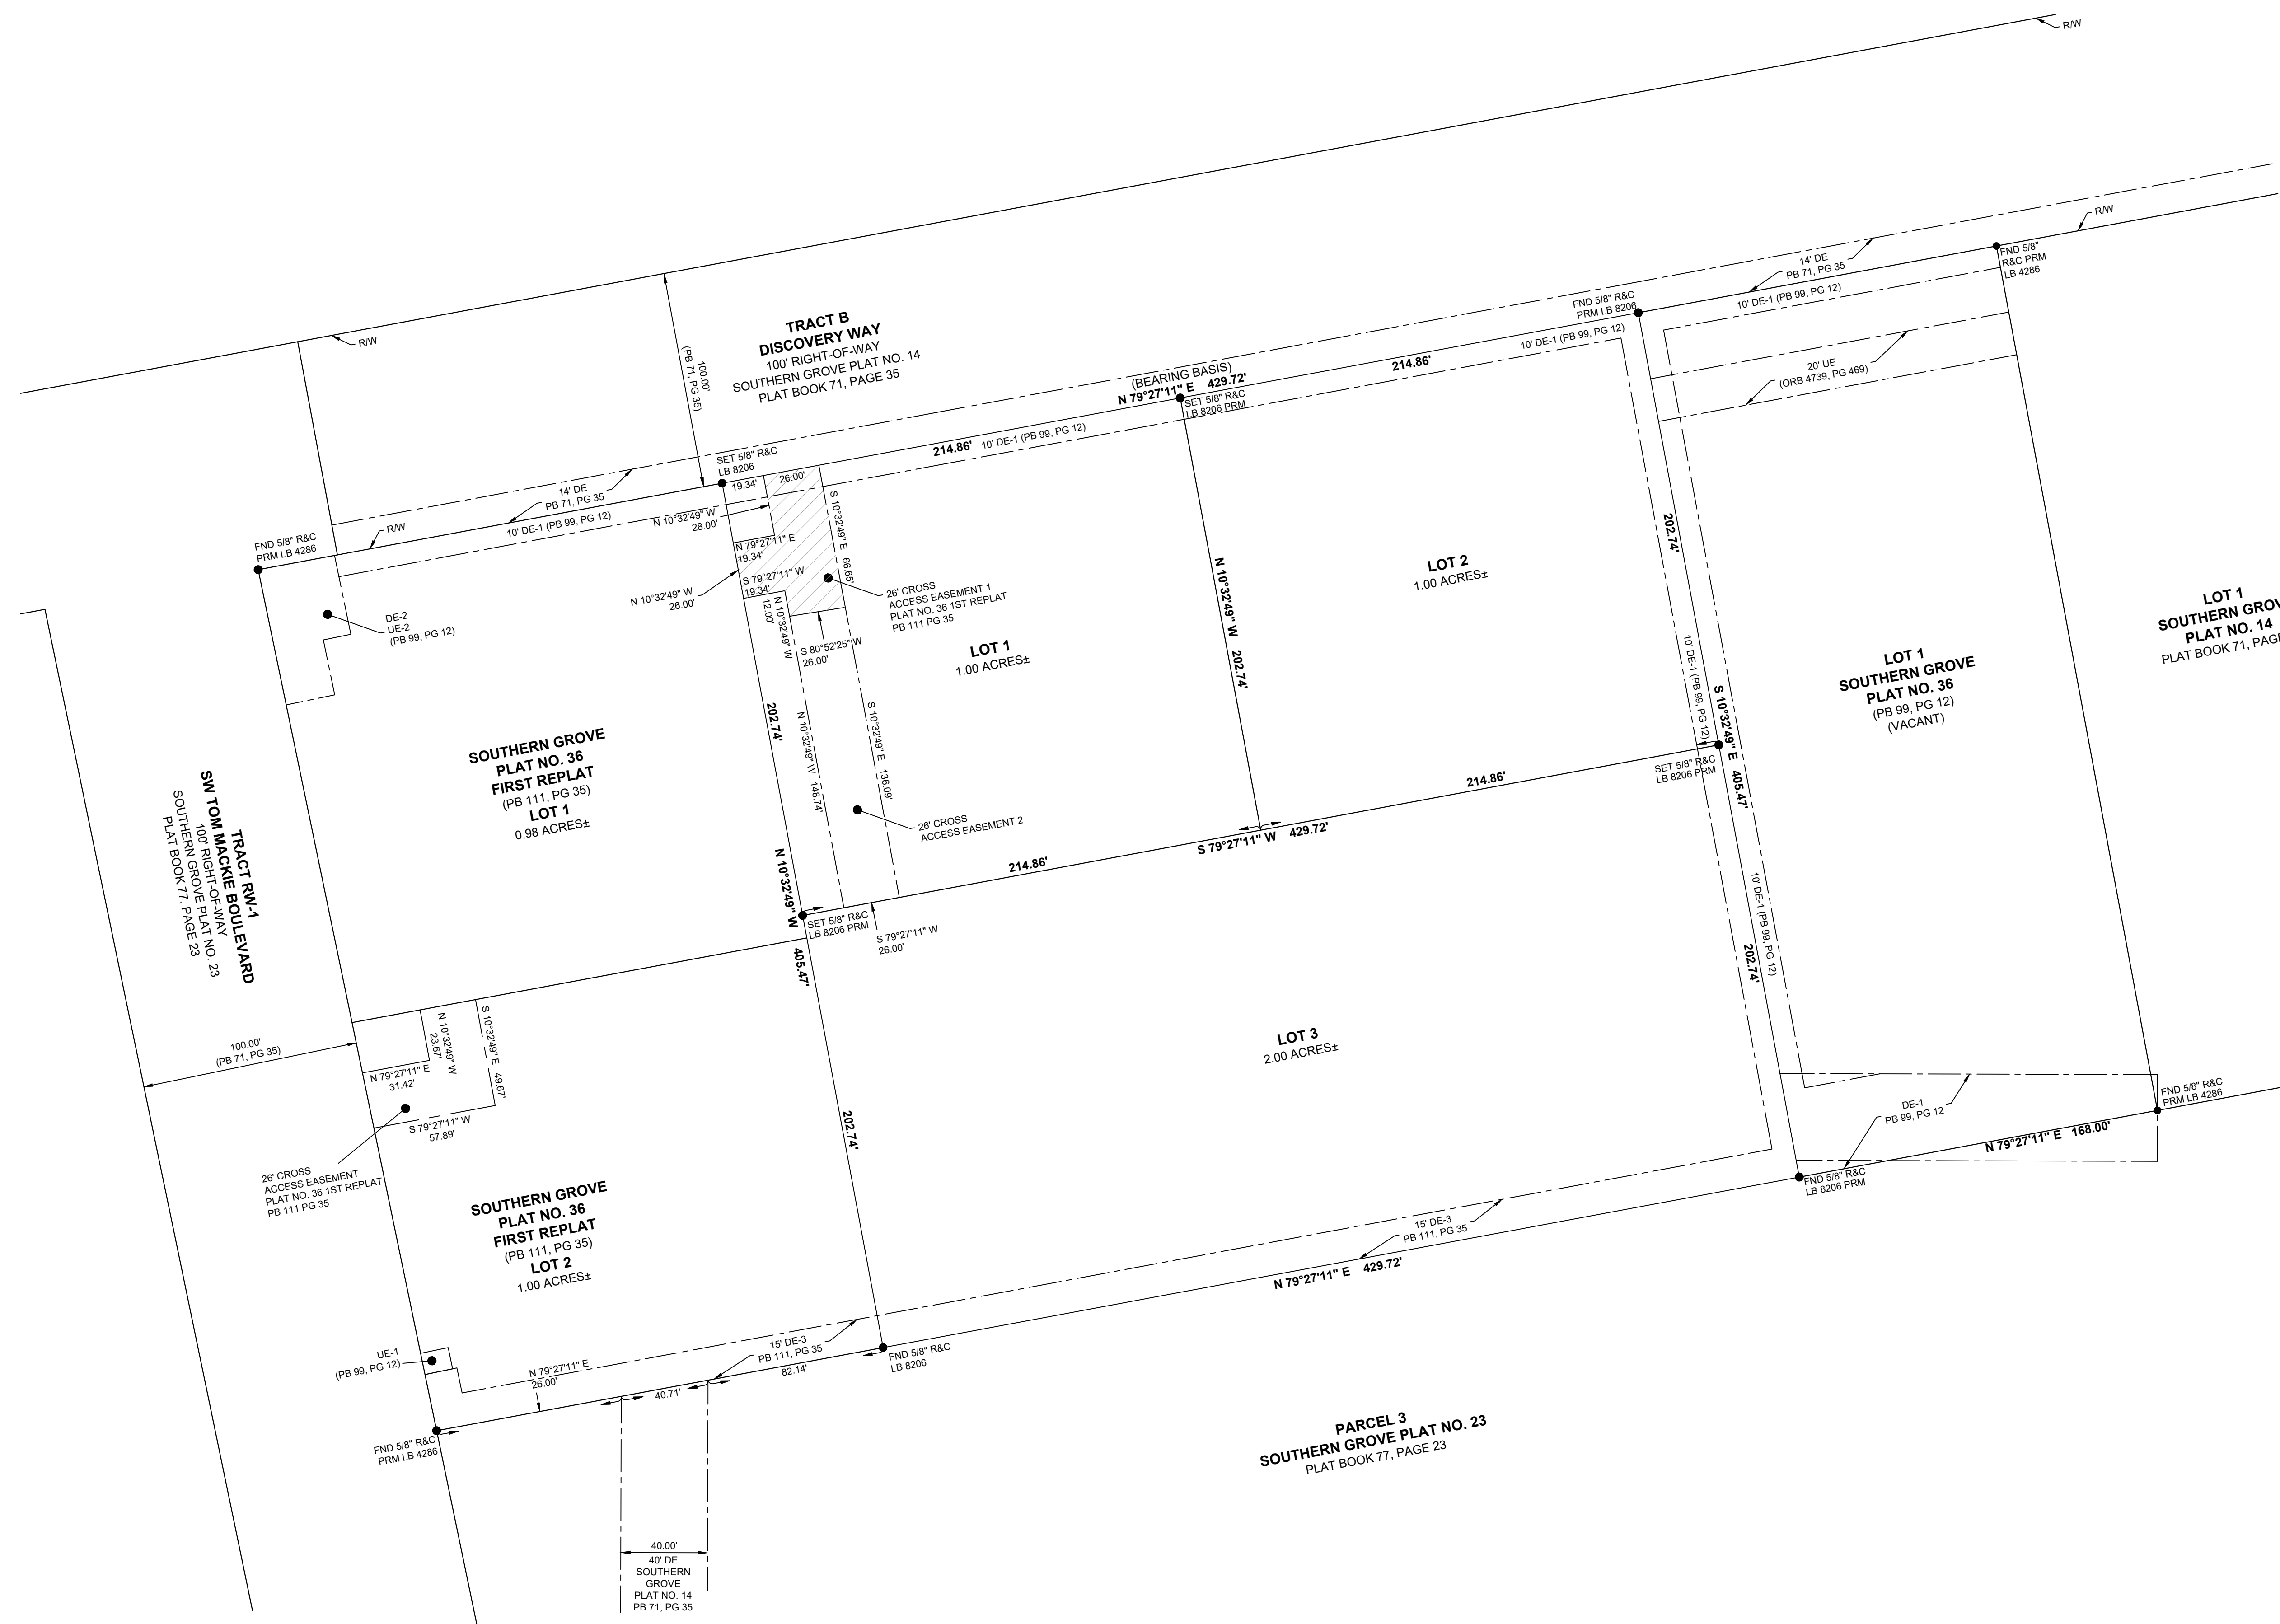 R/W
R/W
R/W
R/W
TRACT B
DISCOVERY WAY
100' RIGHT-OF-WAY
SOUTHERN GROVE PLAT NO. 14
PLAT BOOK 71, PAGE 35
100.00'
(PB 71, PG 35)
(BEARING BASIS)
N 79°27'11" E 429.72'
214.86'
214.86'
FND 5/8" R&C
PRM LB 8206
14' DE
PB 71, PG 35
10' DE-1 (PB 99, PG 12)
FND 5/8"
R&C PRM
LB 4286
10' DE-1 (PB 99, PG 12)
SET 5/8" R&C
LB 8206 PRM
20' UE
(ORB 4739, PG 469)
10' DE-1 (PB 99, PG 12)
SET 5/8" R&C
LB 8206
19.34'
26.00'
14' DE
PB 71, PG 35
10' DE-1 (PB 99, PG 12)
FND 5/8" R&C
PRM LB 4286
N 10°32'49" W
28.00'
N 79°27'11" E
19.34'
S 79°27'11" W
19.34'
N 10°32'49" W
26.00'
N 10°32'49" W
12.00'
S 10°32'49" E 66.65'
26' CROSS
ACCESS EASEMENT 1
PLAT NO. 36 1ST REPLAT
PB 111 PG 35
S 80°52'25" W
26.00'
LOT 1
1.00 ACRES±
N 10°32'49" W 202.74'
LOT 2
1.00 ACRES±
202.74'
10' DE-1 (PB 99, PG 12)
S 10°32'49" E 405.47'
LOT 1
SOUTHERN GROVE
PLAT NO. 36
(PB 99, PG 12)
(VACANT)
LOT 1
SOUTHERN GROV
PLAT NO. 14
PLAT BOOK 71, PAGE
DE-2
UE-2
(PB 99, PG 12)
SOUTHERN GROVE
PLAT NO. 36
FIRST REPLAT
(PB 111, PG 35)
LOT 1
0.98 ACRES±
202.74'
N 10°32'49" W 148.74'
S 10°32'49" E 136.09'
26' CROSS
ACCESS EASEMENT 2
N 10°32'49" W 405.47'
SET 5/8" R&C
LB 8206 PRM
S 79°27'11" W
26.00'
214.86'
S 79°27'11" W 429.72'
214.86'
SET 5/8" R&C
LB 8206 PRM
10' DE-1 (PB 99, PG 12)
202.74'
TRACT RW-1
SW TOM MACKIE BOULEVARD
100' RIGHT-OF-WAY
SOUTHERN GROVE PLAT NO. 23
PLAT BOOK 77, PAGE 23
100.00'
(PB 71, PG 35)
N 10°32'49" W
23.67'
S 10°32'49" E 49.67'
N 79°27'11" E
31.42'
S 79°27'11" W
57.89'
26' CROSS
ACCESS EASEMENT
PLAT NO. 36 1ST REPLAT
PB 111 PG 35
SOUTHERN GROVE
PLAT NO. 36
FIRST REPLAT
(PB 111, PG 35)
LOT 2
1.00 ACRES±
202.74'
LOT 3
2.00 ACRES±
DE-1
PB 99, PG 12
FND 5/8" R&C
PRM LB 4286
N 79°27'11" E 168.00'
FND 5/8" R&C
LB 8206 PRM
15' DE-3
PB 111, PG 35
N 79°27'11" E 429.72'
UE-1
(PB 99, PG 12)
N 79°27'11" E
26.00'
15' DE-3
PB 111, PG 35
82.14'
40.71'
FND 5/8" R&C
LB 8206
FND 5/8" R&C
PRM LB 4286
PARCEL 3
SOUTHERN GROVE PLAT NO. 23
PLAT BOOK 77, PAGE 23
40.00'
40' DE
SOUTHERN
GROVE
PLAT NO. 14
PB 71, PG 35